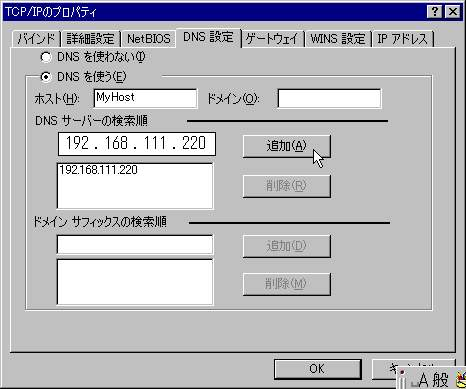 TCP/IPのプロパティ
バインド 詳細設定 NetBIOS DNS 設定 ゲートウェイ WINS 設定 IP アドレス
DNS を使わない(I)
DNS を使う(E)
ホスト(H): MyHost ドメイン(O):
DNS サーバーの検索順
192.168.111.220 追加(A)
192.168.111.220
削除(R)
ドメイン サフィックスの検索順
追加(D)
削除(M)
OK
A 般